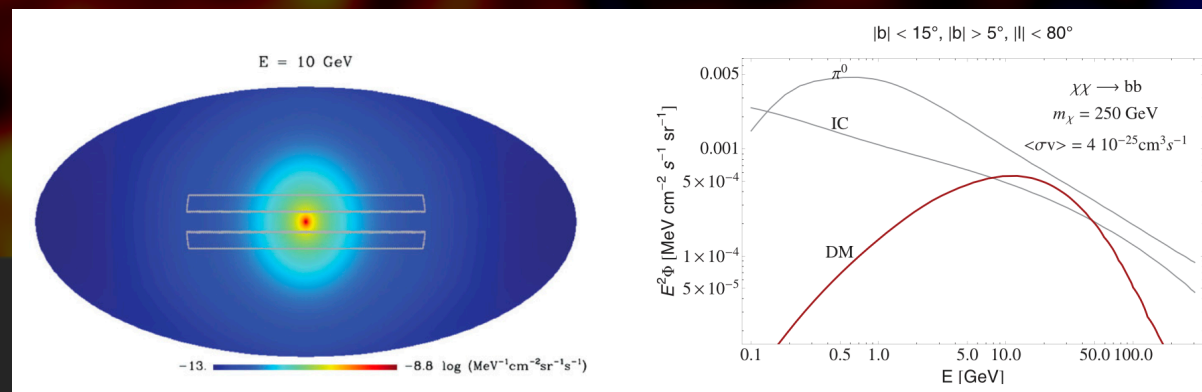 E = 10 GeV
-13.
-8.8 log (MeV⁻¹cm⁻²sr⁻¹s⁻¹)
|b| < 15°, |b| > 5°, |l| < 80°
0.005
0.001
5 × 10⁻⁴
1 × 10⁻⁴
5 × 10⁻⁵
E²Φ [MeV cm⁻² s⁻¹ sr⁻¹]
π⁰
IC
DM
χχ → bb
mχ = 250 GeV
<σv> = 4 10⁻²⁵cm³s⁻¹
0.1 0.5 1.0 5.0 10.0 50.0 100.0
E [GeV]